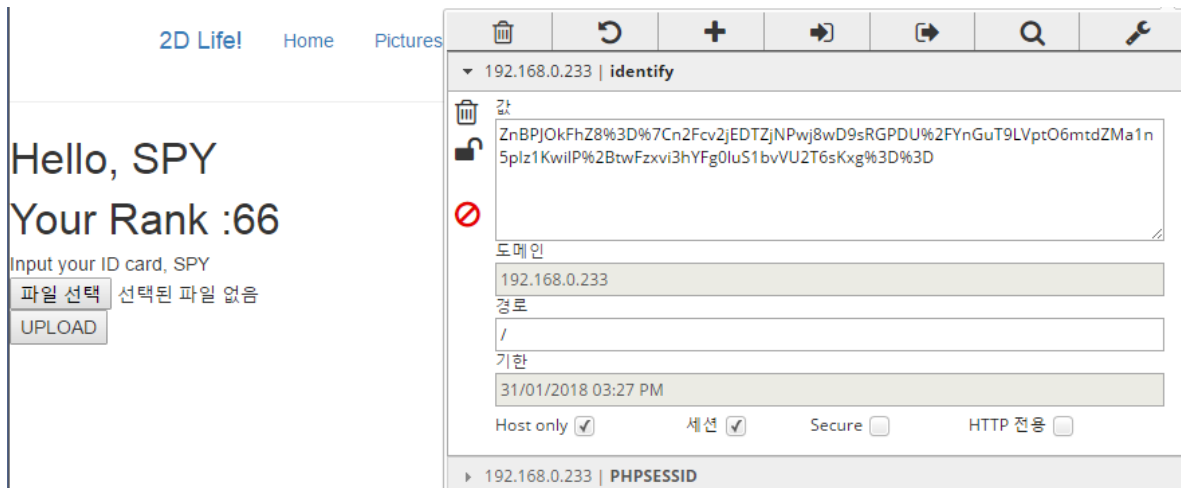 2D Life! Home Pictures
Hello, SPY
Your Rank :66
Input your ID card, SPY
파일 선택 선택된 파일 없음
UPLOAD
192.168.0.233 | identify
값
ZnBPJOkFhZ8%3D%7Cn2Fcv2jEDTZjNPwj8wD9sRGPDU%2FYnGuT9LVptO6mtdZMa1n
5plz1KwilP%2BtwFzxvi3hYFg0luS1bvVU2T6sKxg%3D%3D
도메인
192.168.0.233
경로
/
기한
31/01/2018 03:27 PM
Host only 세션 Secure HTTP 전용
192.168.0.233 | PHPSESSID